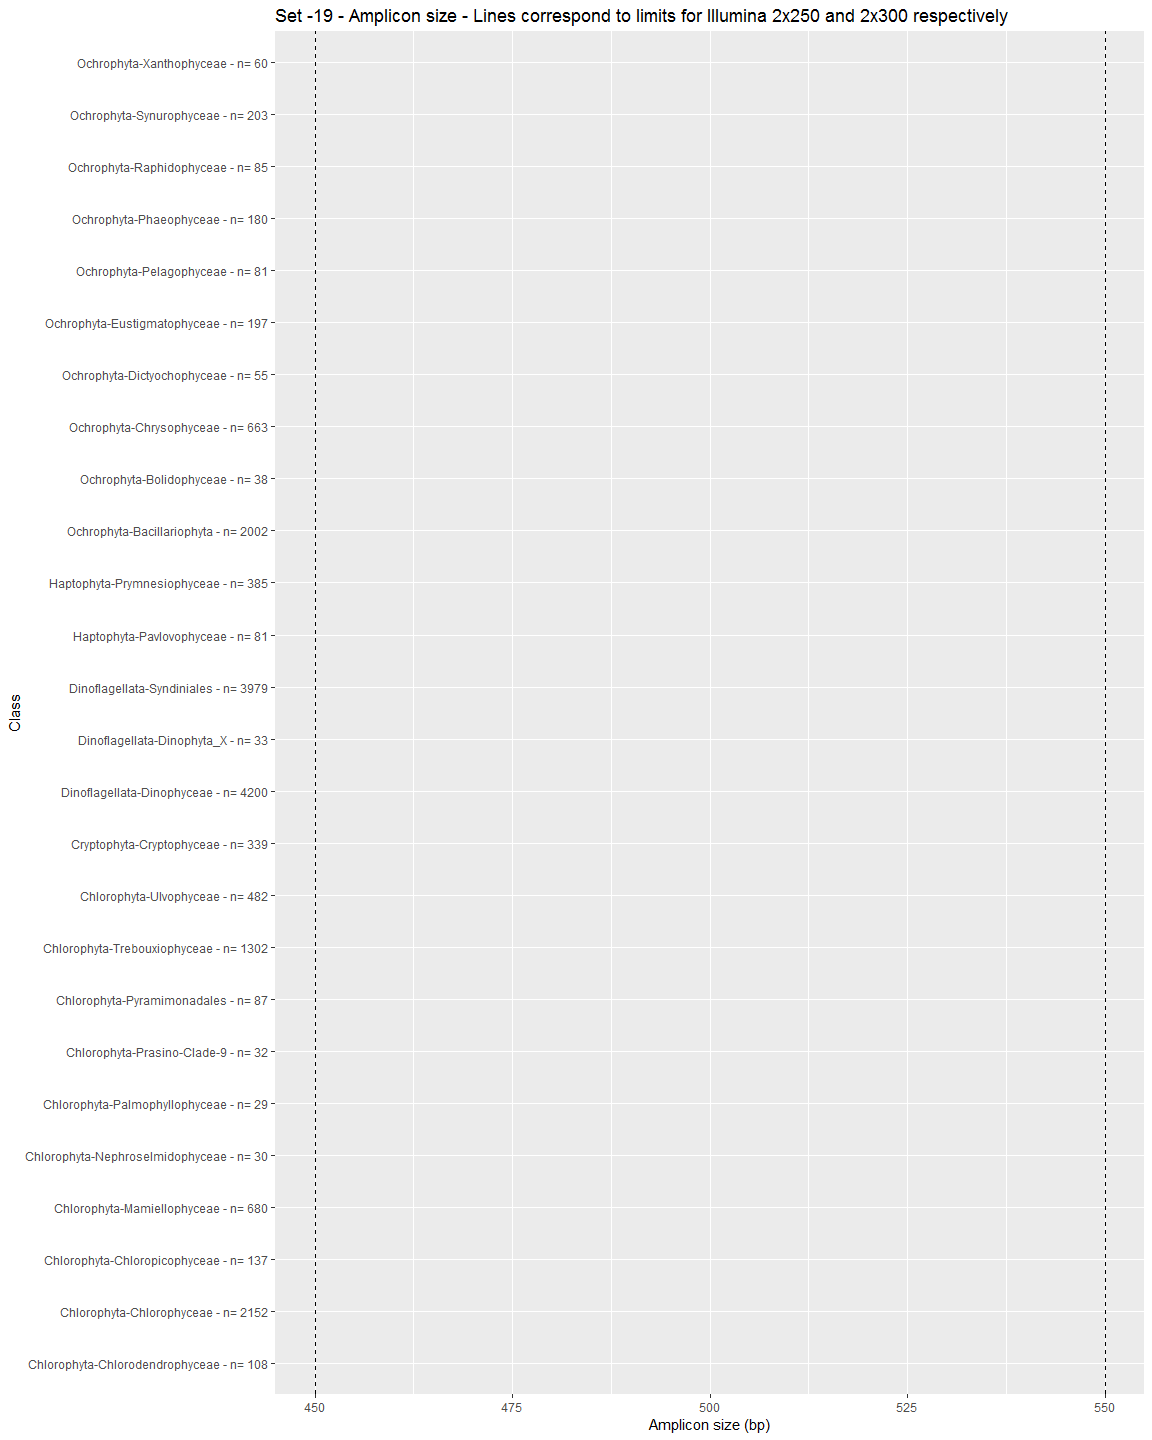 Set -19 - Amplicon size - Lines correspond to limits for Illumina 2x250 and 2x300 respectively
Ochrophyta-Xanthophyceae - n= 60
Ochrophyta-Synurophyceae - n= 203
Ochrophyta-Raphidophyceae - n= 85
Ochrophyta-Phaeophyceae - n= 180
Ochrophyta-Pelagophyceae - n= 81
Ochrophyta-Eustigmatophyceae - n= 197
Ochrophyta-Dictyochophyceae - n= 55
Ochrophyta-Chrysophyceae - n= 663
Ochrophyta-Bolidophyceae - n= 38
Ochrophyta-Bacillariophyta - n= 2002
Haptophyta-Prymnesiophyceae - n= 385
Haptophyta-Pavlovophyceae - n= 81
Dinoflagellata-Syndiniales - n= 3979
Class
Dinoflagellata-Dinophyta_X - n= 33
Dinoflagellata-Dinophyceae - n= 4200
Cryptophyta-Cryptophyceae - n= 339
Chlorophyta-Ulvophyceae - n= 482
Chlorophyta-Trebouxiophyceae - n= 1302
Chlorophyta-Pyramimonadales - n= 87
Chlorophyta-Prasino-Clade-9 - n= 32
Chlorophyta-Palmophyllophyceae - n= 29
Chlorophyta-Nephroselmidophyceae - n= 30
Chlorophyta-Mamiellophyceae - n= 680
Chlorophyta-Chloropicophyceae - n= 137
Chlorophyta-Chlorophyceae - n= 2152
Chlorophyta-Chlorodendrophyceae - n= 108
450 475 500 525 550
Amplicon size (bp)